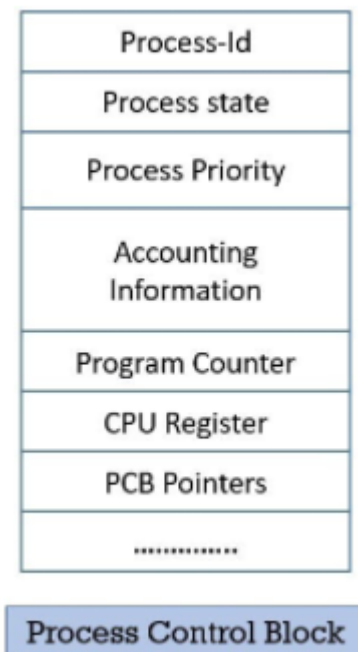 Process-Id
Process state
Process Priority
Accounting
Information
Program Counter
CPU Register
PCB Pointers
..............
Process Control Block